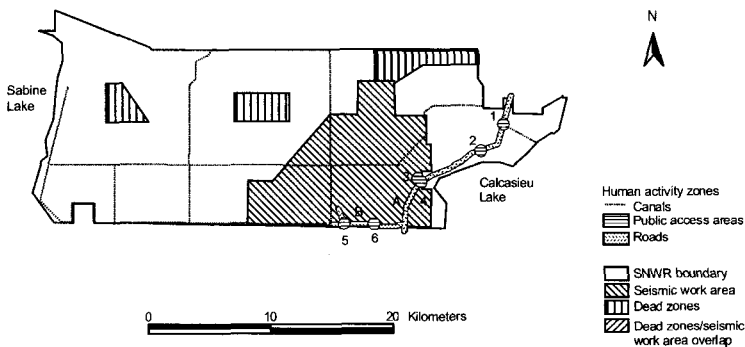 N
Sabine
Lake
1
2
3
A
4
Calcasieu
Lake
B
5
6
Human activity zones
Canals
Public access areas
Roads
SNWR boundary
Seismic work area
Dead zones
Dead zones/seismic
work area overlap
0
10
20
Kilometers